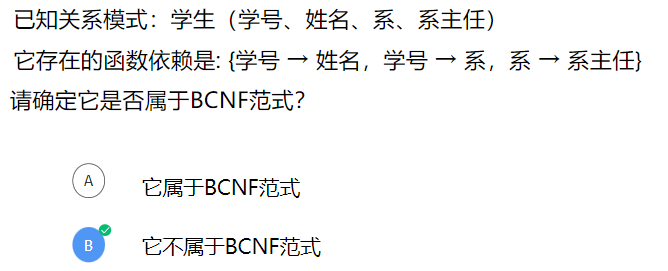 已知关系模式：学生（学号、姓名、系、系主任）
它存在的函数依赖是: {学号 → 姓名，学号 → 系，系 → 系主任}
请确定它是否属于BCNF范式？
A 它属于BCNF范式
B 它不属于BCNF范式